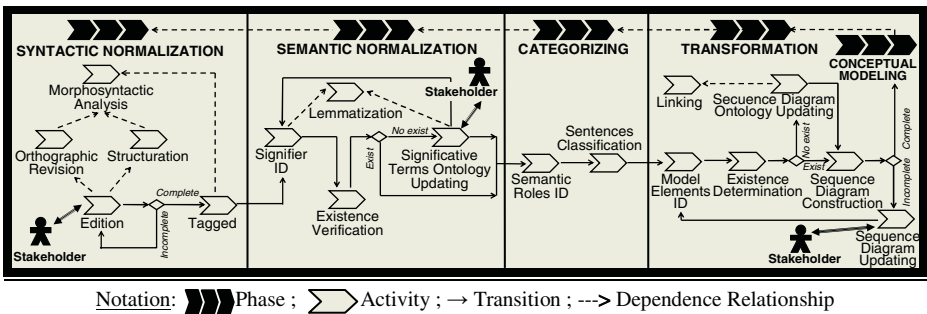 SYNTACTIC NORMALIZATION
SEMANTIC NORMALIZATION
CATEGORIZING
TRANSFORMATION
CONCEPTUAL
MODELING
Morphosyntactic
Analysis
Orthographic
Revision
Structuration
Edition
Complete
Incomplete
Tagged
Stakeholder
Stakeholder
Lemmatization
Signifier
ID
No exist
Exist
Significative
Terms Ontology
Updating
Existence
Verification
Sentences
Classification
Semantic
Roles ID
Linking
Secuence Diagram
Ontology Updating
No exist
Exist
Complete
Incomplete
Model
Elements
ID
Existence
Determination
Sequence
Diagram
Construction
Stakeholder
Sequence
Diagram
Updating
Notation: Phase ; Activity ; → Transition ; ---> Dependence Relationship